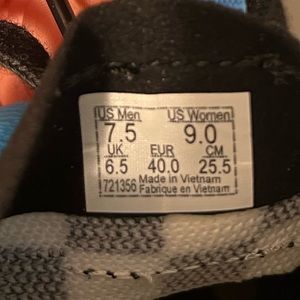 US Men US Women
7.5 9.0
UK EUR CM
6.5 40.0 25.5
721356 Made in Vietnam
Fabrique en Vietnam